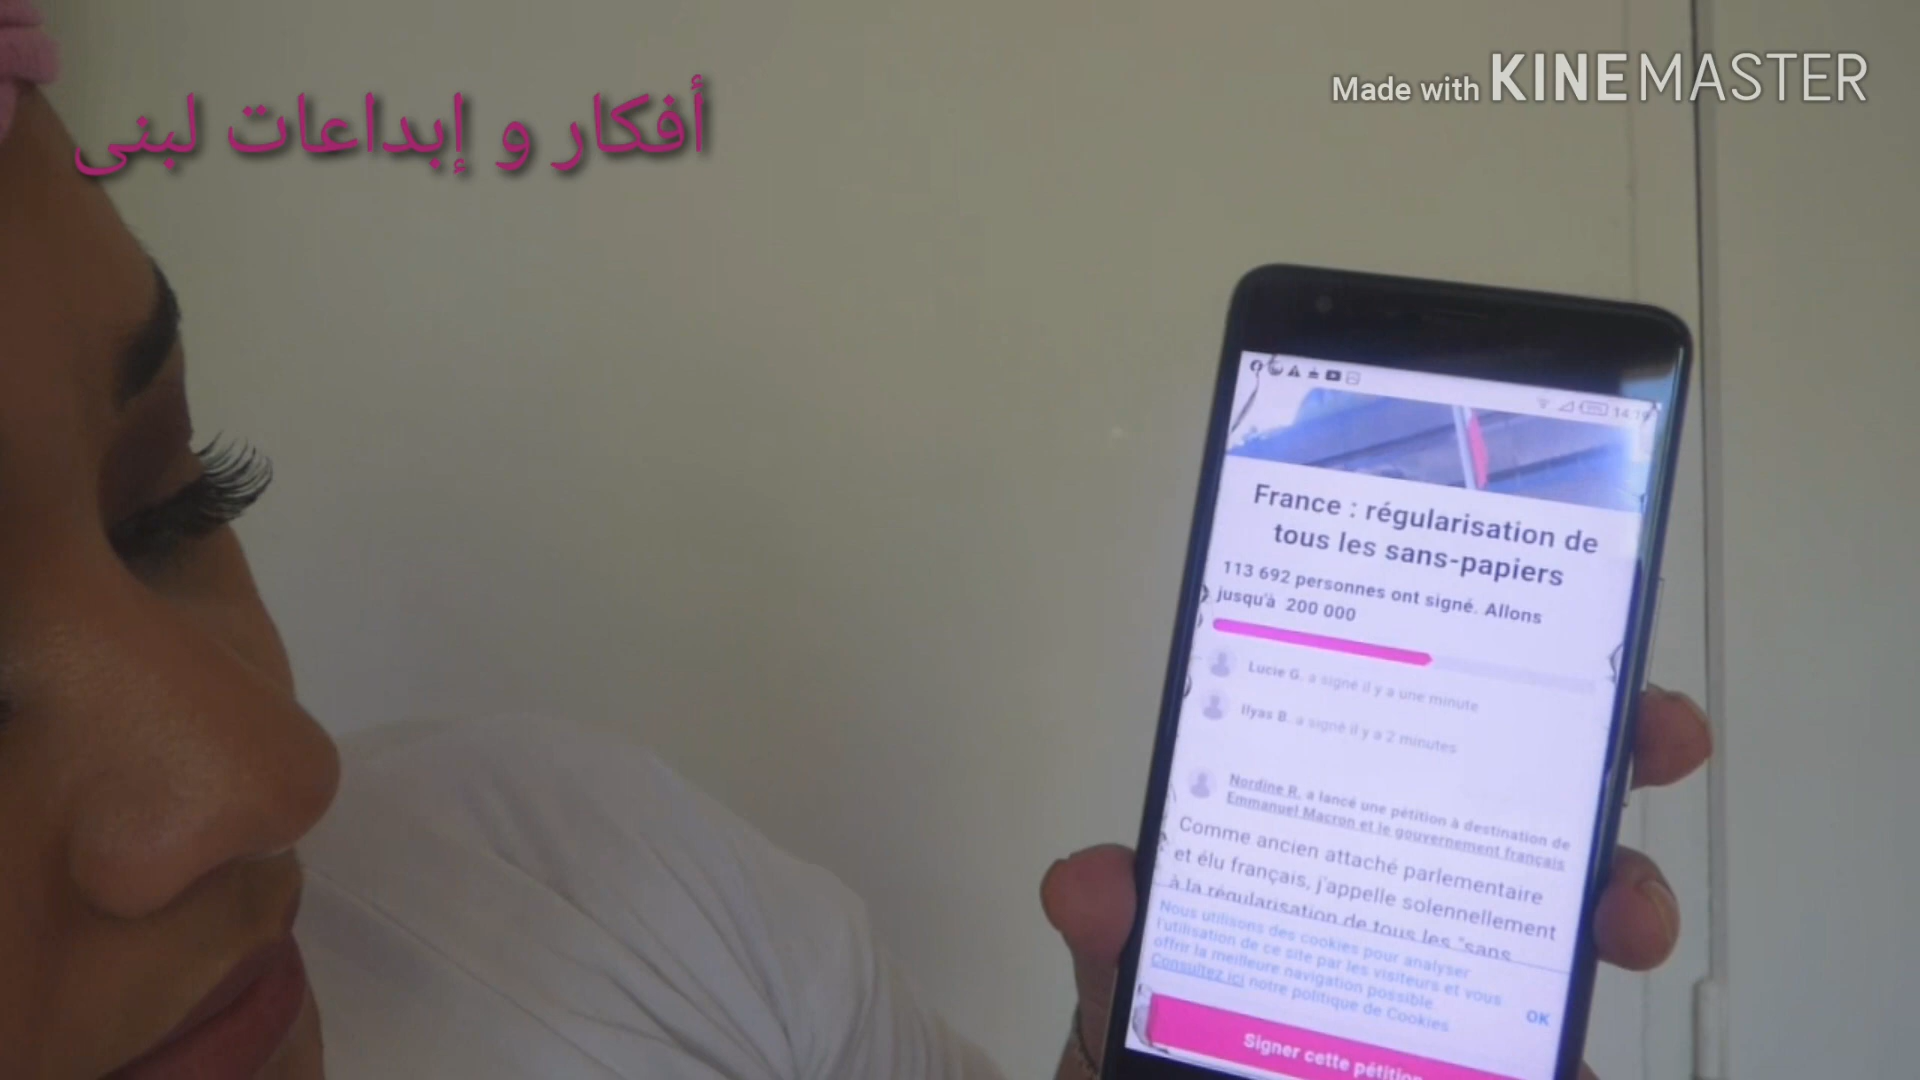 أفكار و إبداعات لبنى
Made with KINEMASTER
14:19
France : régularisation de
tous les sans-papiers
113 692 personnes ont signé. Allons
jusqu'à 200 000
Lucie G. a signé il y a une minute
Ilyas B. a signé il y a 2 minutes
Nordine R. a lancé une pétition à destination de
Emmanuel Macron et le gouvernement français
Comme ancien attaché parlementaire
et élu français, j'appelle solennellement
à la régularisation de tous les "sans
Nous utilisons des cookies pour analyser
l'utilisation de ce site par les visiteurs et vous
offrir la meilleure navigation possible.
Consultez ici notre politique de Cookies
OK
Signer cette pétition